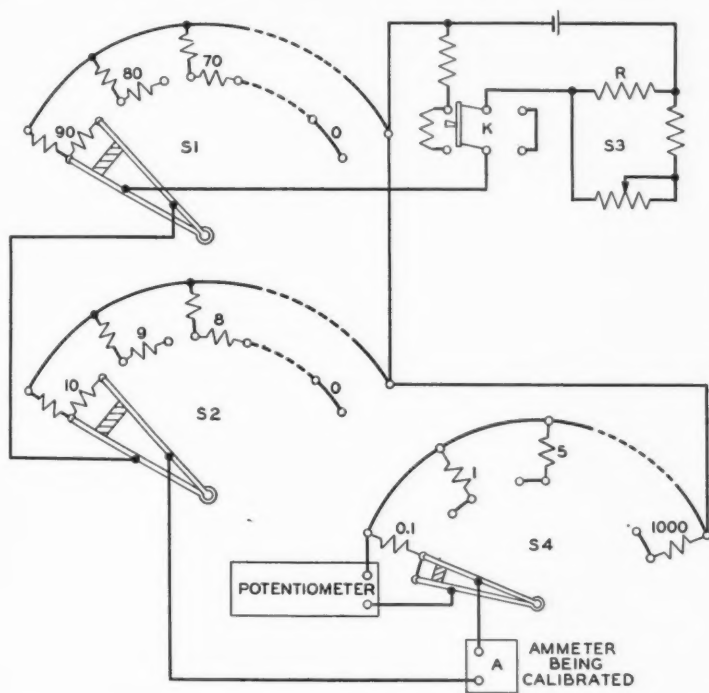 90
80
70
0
S1
K
R
S3
10
9
8
0
S2
0.1
1
5
1000
S4
POTENTIOMETER
A
AMMETER
BEING
CALIBRATED